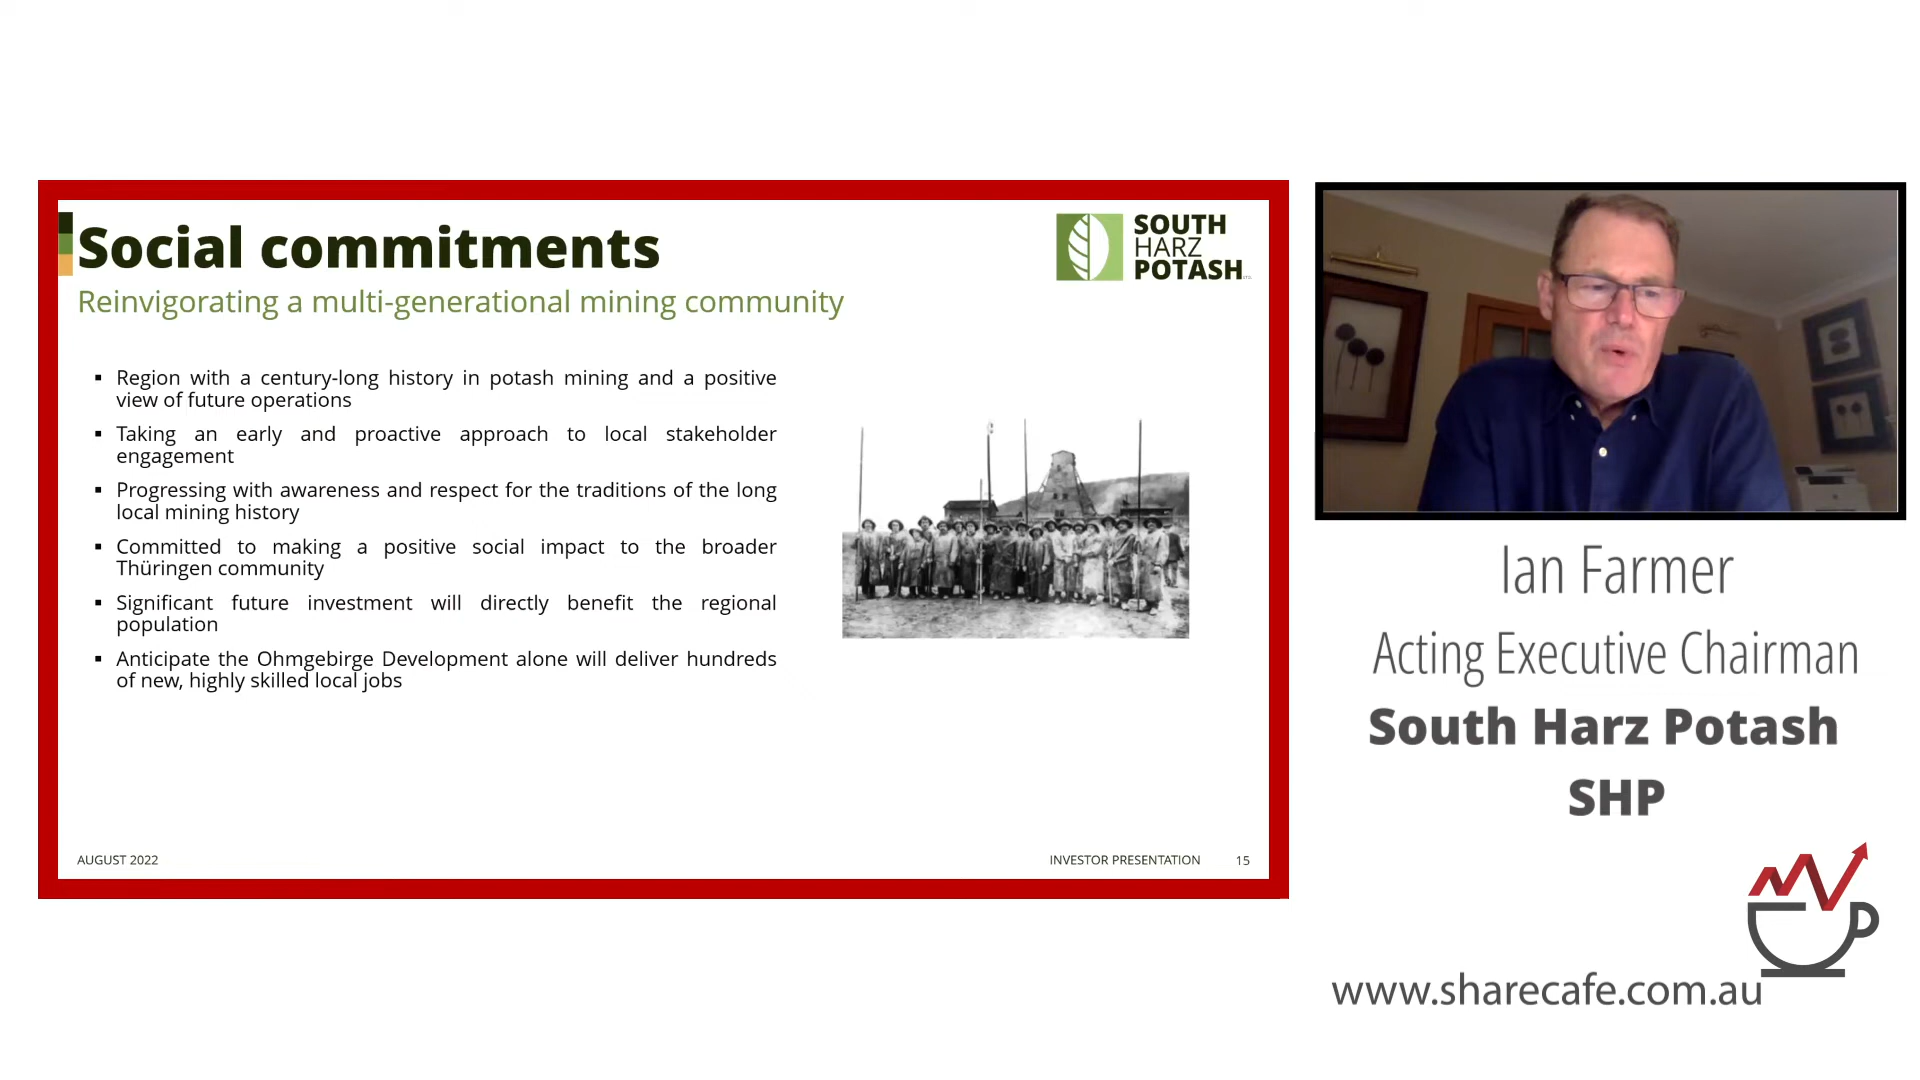 Social commitments
Reinvigorating a multi-generational mining community
SOUTH
HARZ
POTASH
▪ Region with a century-long history in potash mining and a positive
view of future operations
▪ Taking an early and proactive approach to local stakeholder
engagement
▪ Progressing with awareness and respect for the traditions of the long
local mining history
▪ Committed to making a positive social impact to the broader
Thüringen community
▪ Significant future investment will directly benefit the regional
population
▪ Anticipate the Ohmgebirge Development alone will deliver hundreds
of new, highly skilled local jobs
AUGUST 2022
INVESTOR PRESENTATION 15
Ian Farmer
Acting Executive Chairman
South Harz Potash
SHP
www.sharecafe.com.au